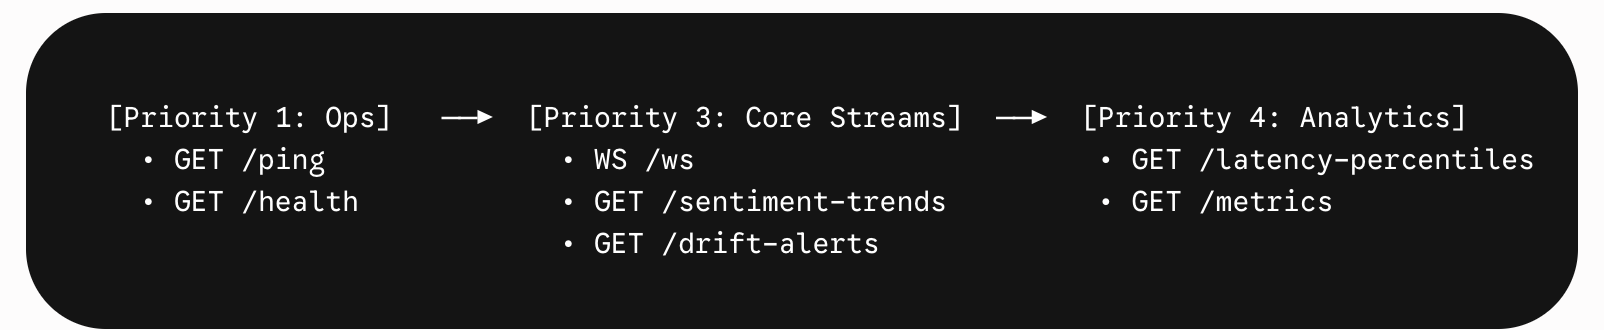 [Priority 1: Ops] ──► [Priority 3: Core Streams] ──► [Priority 4: Analytics]
• GET /ping • WS /ws • GET /latency-percentiles
• GET /health • GET /sentiment-trends • GET /metrics
• GET /drift-alerts